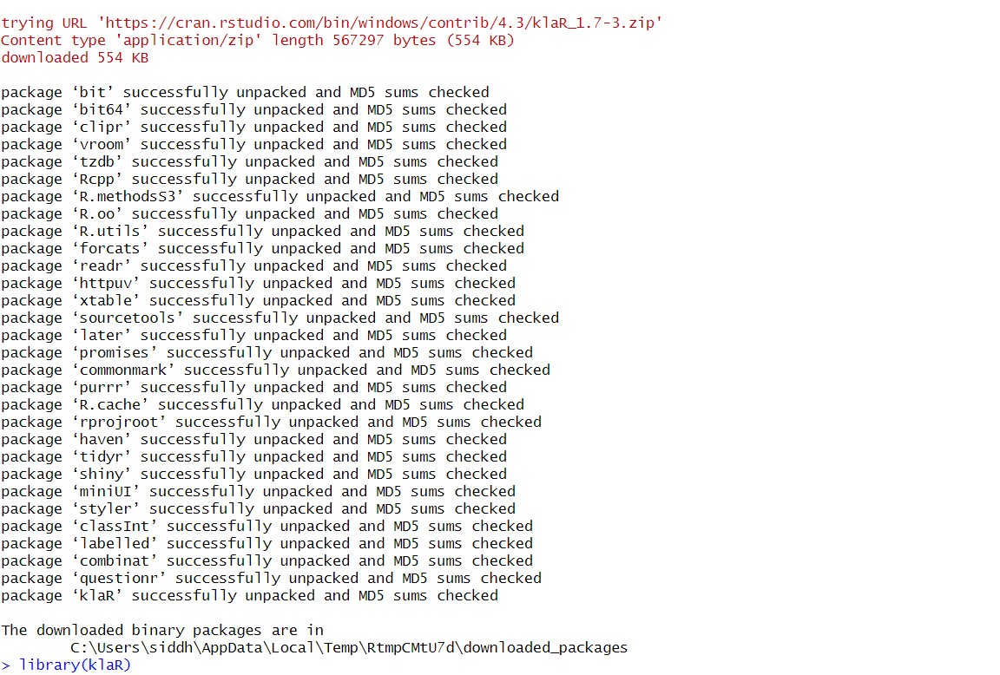 trying URL 'https://cran.rstudio.com/bin/windows/contrib/4.3/klaR_1.7-3.zip'
Content type 'application/zip' length 567297 bytes (554 KB)
downloaded 554 KB
package ‘bit’ successfully unpacked and MD5 sums checked
package ‘bit64’ successfully unpacked and MD5 sums checked
package ‘clipr’ successfully unpacked and MD5 sums checked
package ‘vroom’ successfully unpacked and MD5 sums checked
package ‘tzdb’ successfully unpacked and MD5 sums checked
package ‘Rcpp’ successfully unpacked and MD5 sums checked
package ‘R.methodsS3’ successfully unpacked and MD5 sums checked
package ‘R.oo’ successfully unpacked and MD5 sums checked
package ‘R.utils’ successfully unpacked and MD5 sums checked
package ‘forcats’ successfully unpacked and MD5 sums checked
package ‘readr’ successfully unpacked and MD5 sums checked
package ‘httpuv’ successfully unpacked and MD5 sums checked
package ‘xtable’ successfully unpacked and MD5 sums checked
package ‘sourcetools’ successfully unpacked and MD5 sums checked
package ‘later’ successfully unpacked and MD5 sums checked
package ‘promises’ successfully unpacked and MD5 sums checked
package ‘commonmark’ successfully unpacked and MD5 sums checked
package ‘purrr’ successfully unpacked and MD5 sums checked
package ‘R.cache’ successfully unpacked and MD5 sums checked
package ‘rprojroot’ successfully unpacked and MD5 sums checked
package ‘haven’ successfully unpacked and MD5 sums checked
package ‘tidyr’ successfully unpacked and MD5 sums checked
package ‘shiny’ successfully unpacked and MD5 sums checked
package ‘miniUI’ successfully unpacked and MD5 sums checked
package ‘styler’ successfully unpacked and MD5 sums checked
package ‘classInt’ successfully unpacked and MD5 sums checked
package ‘labelled’ successfully unpacked and MD5 sums checked
package ‘combinat’ successfully unpacked and MD5 sums checked
package ‘questionr’ successfully unpacked and MD5 sums checked
package ‘klaR’ successfully unpacked and MD5 sums checked
The downloaded binary packages are in
C:\Users\siddh\AppData\Local\Temp\RtmpCMtU7d\downloaded_packages
> library(klaR)